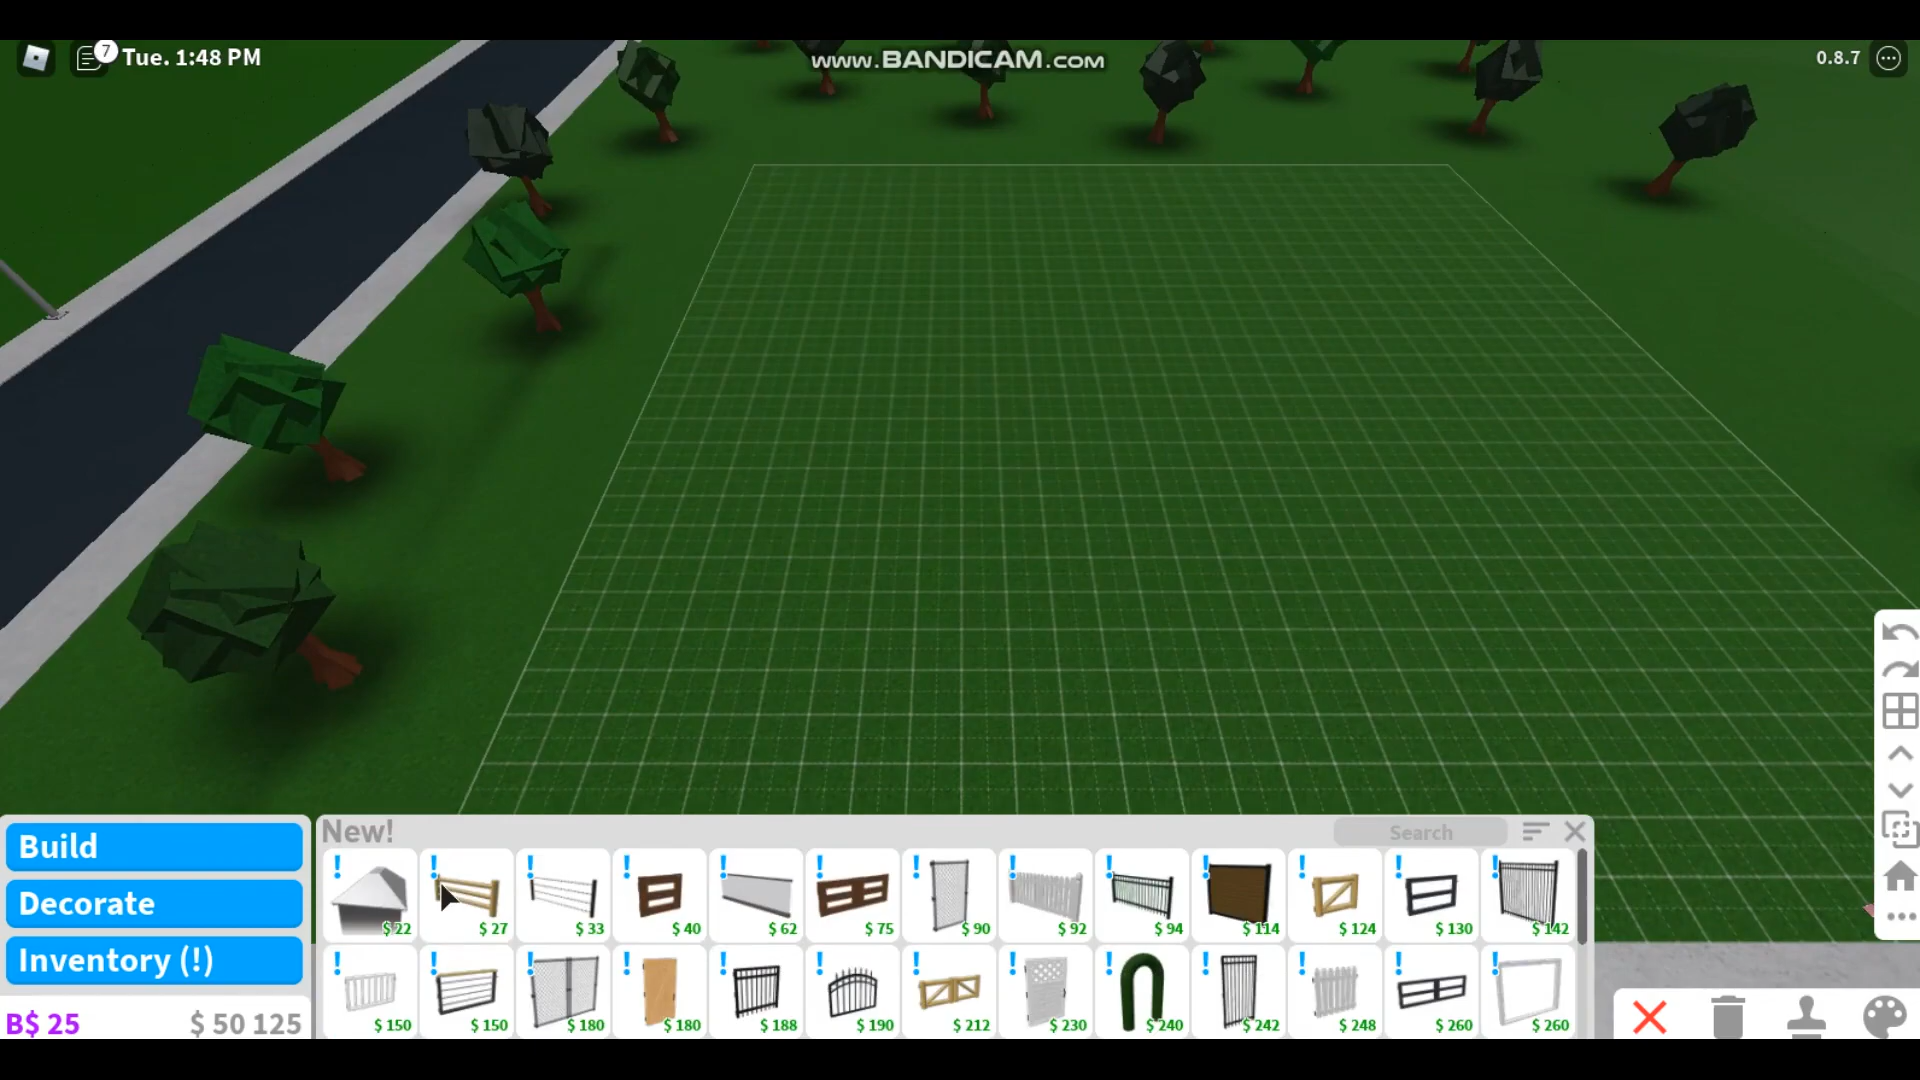 7 Tue. 1:48 PM
www.BANDICAM.com
0.8.7
Build
Decorate
Inventory (!)
B$ 25 $ 50 125
New!
Search
! ! ! ! ! ! ! ! ! ! ! ! !
$ 22 $ 27 $ 33 $ 40 $ 62 $ 75 $ 90 $ 92 $ 94 $ 114 $ 124 $ 130 $ 142
! ! ! ! ! ! ! ! ! ! ! ! !
$ 150 $ 150 $ 180 $ 180 $ 188 $ 190 $ 212 $ 230 $ 240 $ 242 $ 248 $ 260 $ 260